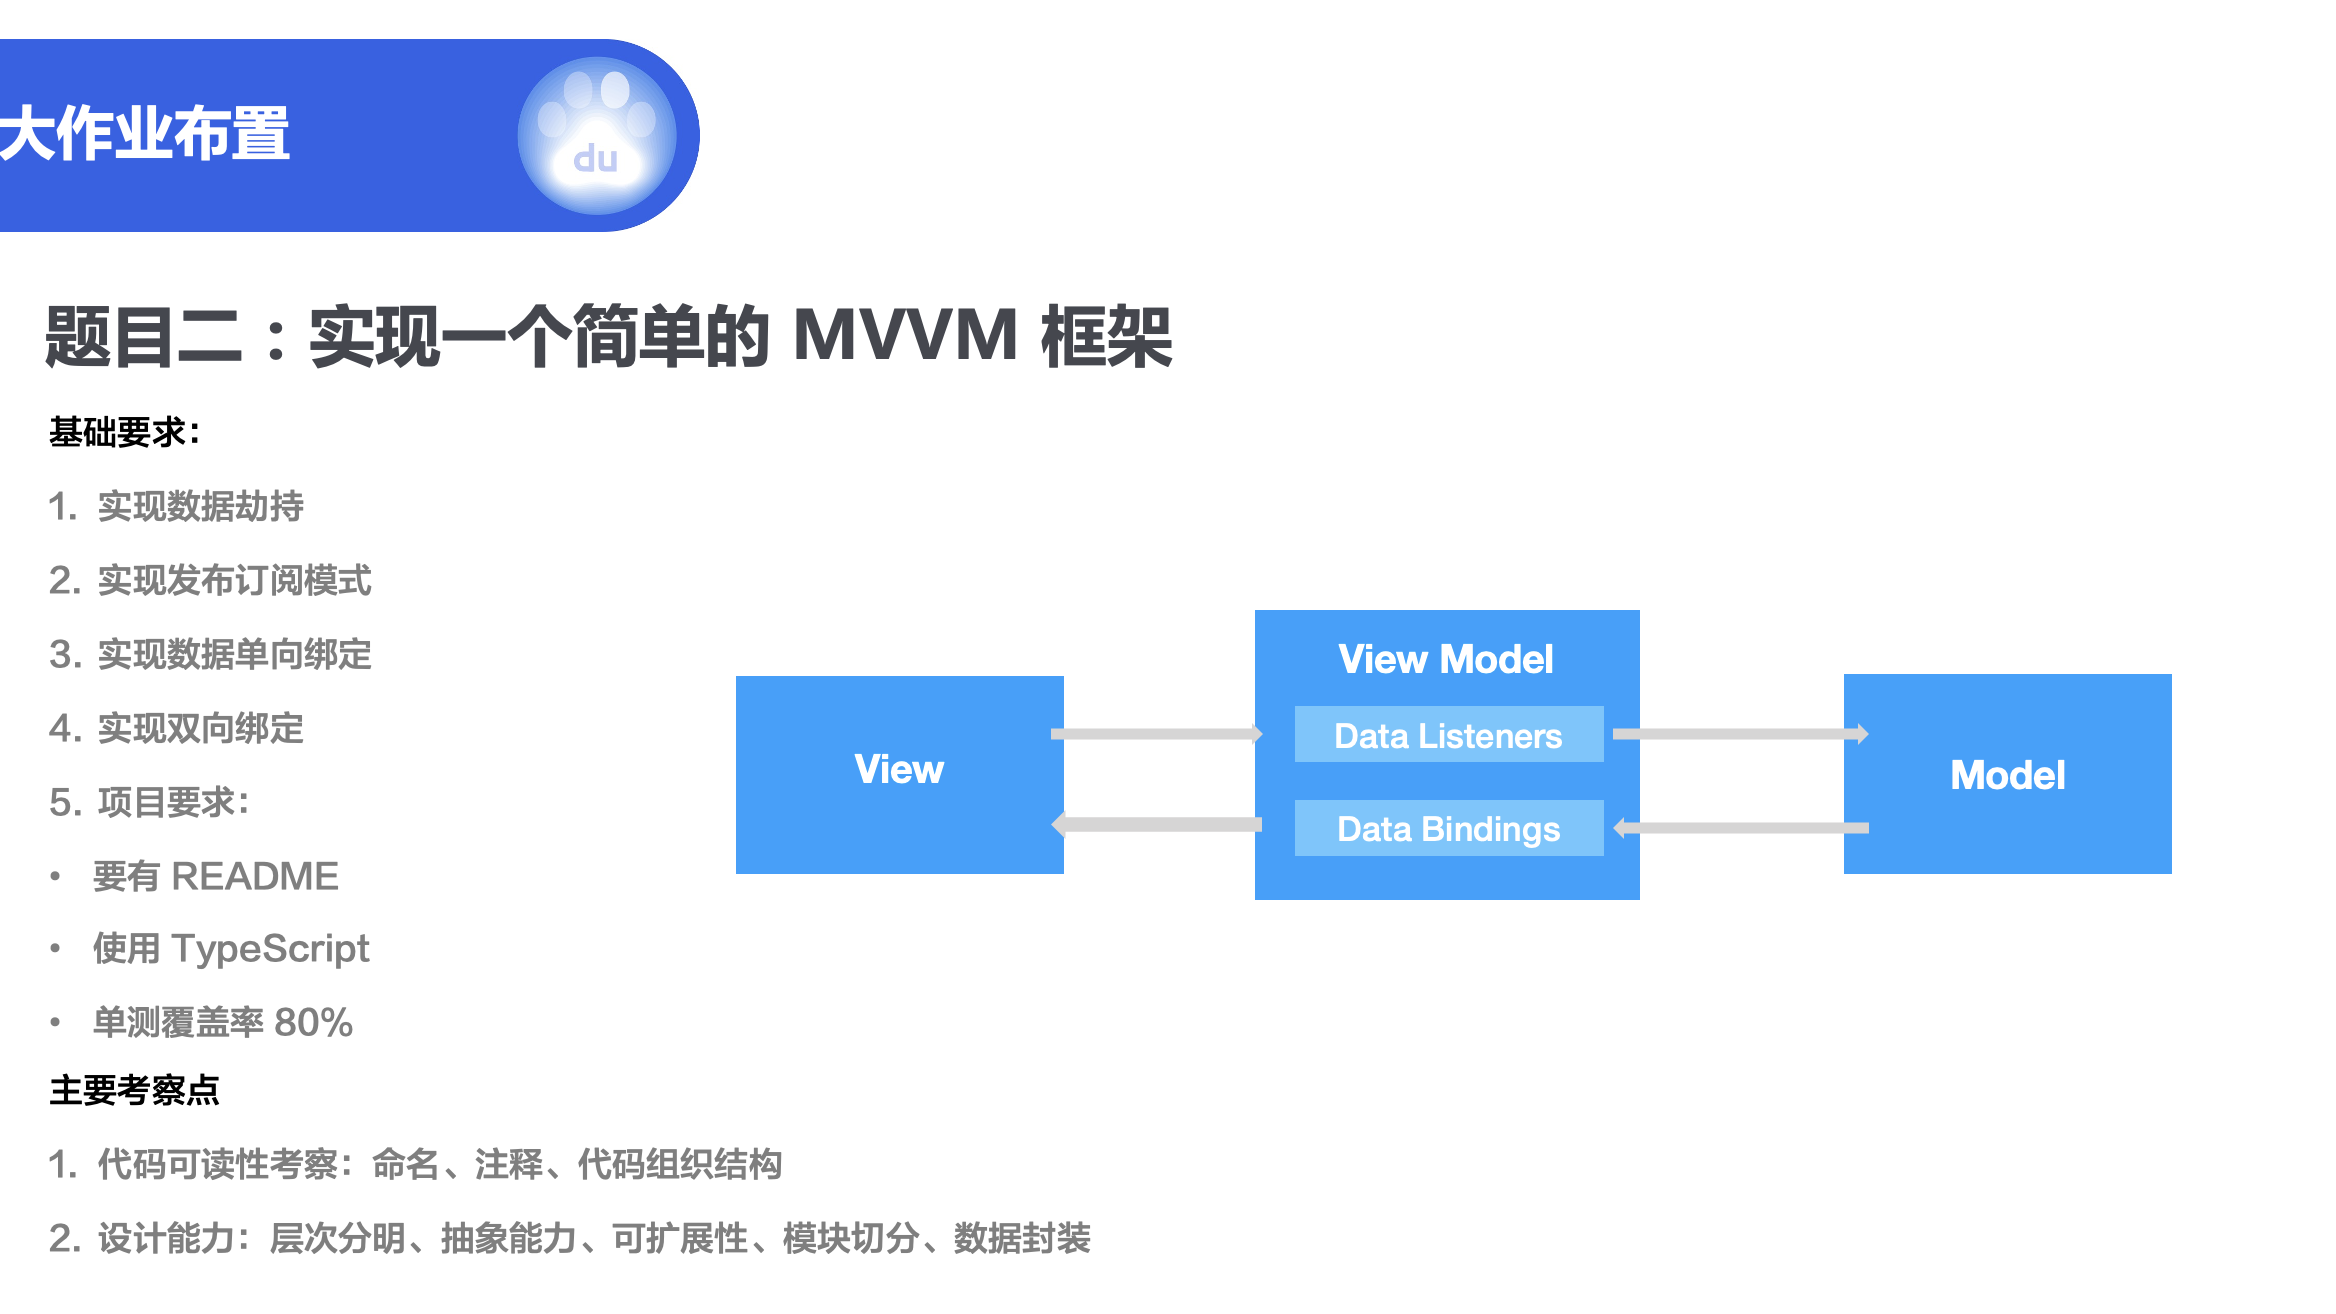 大作业布置
du
题目二：实现一个简单的 MVVM 框架
基础要求：
1. 实现数据劫持
2. 实现发布订阅模式
3. 实现数据单向绑定
4. 实现双向绑定
5. 项目要求：
• 要有 README
• 使用 TypeScript
• 单测覆盖率 80%
主要考察点
1. 代码可读性考察：命名、注释、代码组织结构
2. 设计能力：层次分明、抽象能力、可扩展性、模块切分、数据封装
View
View Model
Data Listeners
Data Bindings
Model